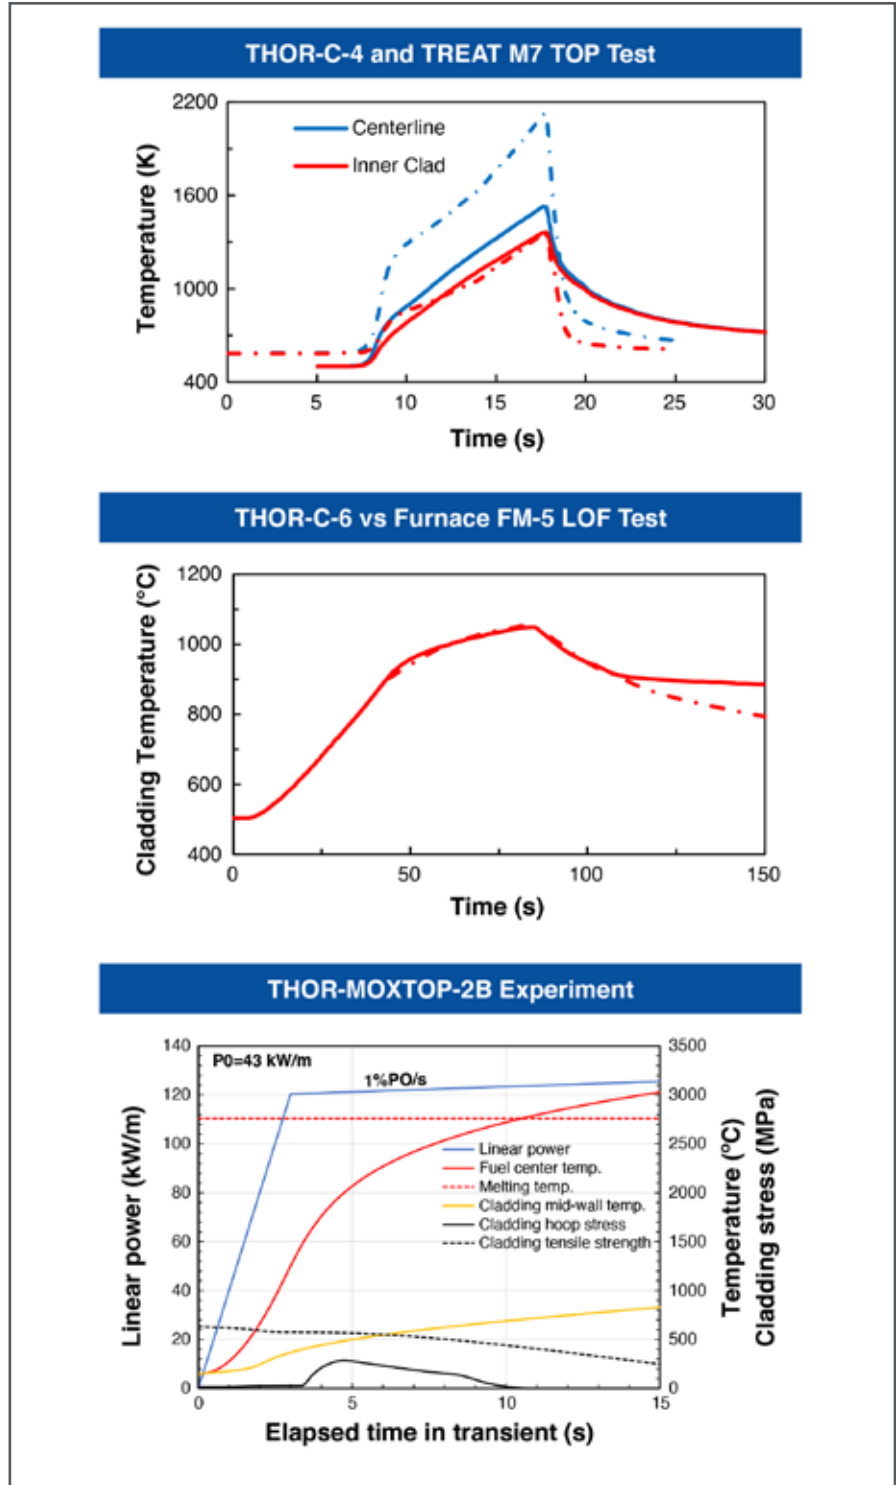 THOR-C-4 and TREAT M7 TOP Test
2200
1600
1000
400
Temperature (K)
Centerline
Inner Clad
0 5 10 15 20 25 30
Time (s)
THOR-C-6 vs Furnace FM-5 LOF Test
1200
1000
800
600
400
Cladding Temperature (°C)
0 50 100 150
Time (s)
THOR-MOXTOP-2B Experiment
140
120
100
80
60
40
20
0
Linear power (kW/m)
P0=43 kW/m
1%PO/s
Linear power
Fuel center temp.
Melting temp.
Cladding mid-wall temp.
Cladding hoop stress
Cladding tensile strength
3500
3000
2500
2000
1500
1000
500
0
Temperature (°C)
Cladding stress (MPa)
0 5 10 15
Elapsed time in transient (s)